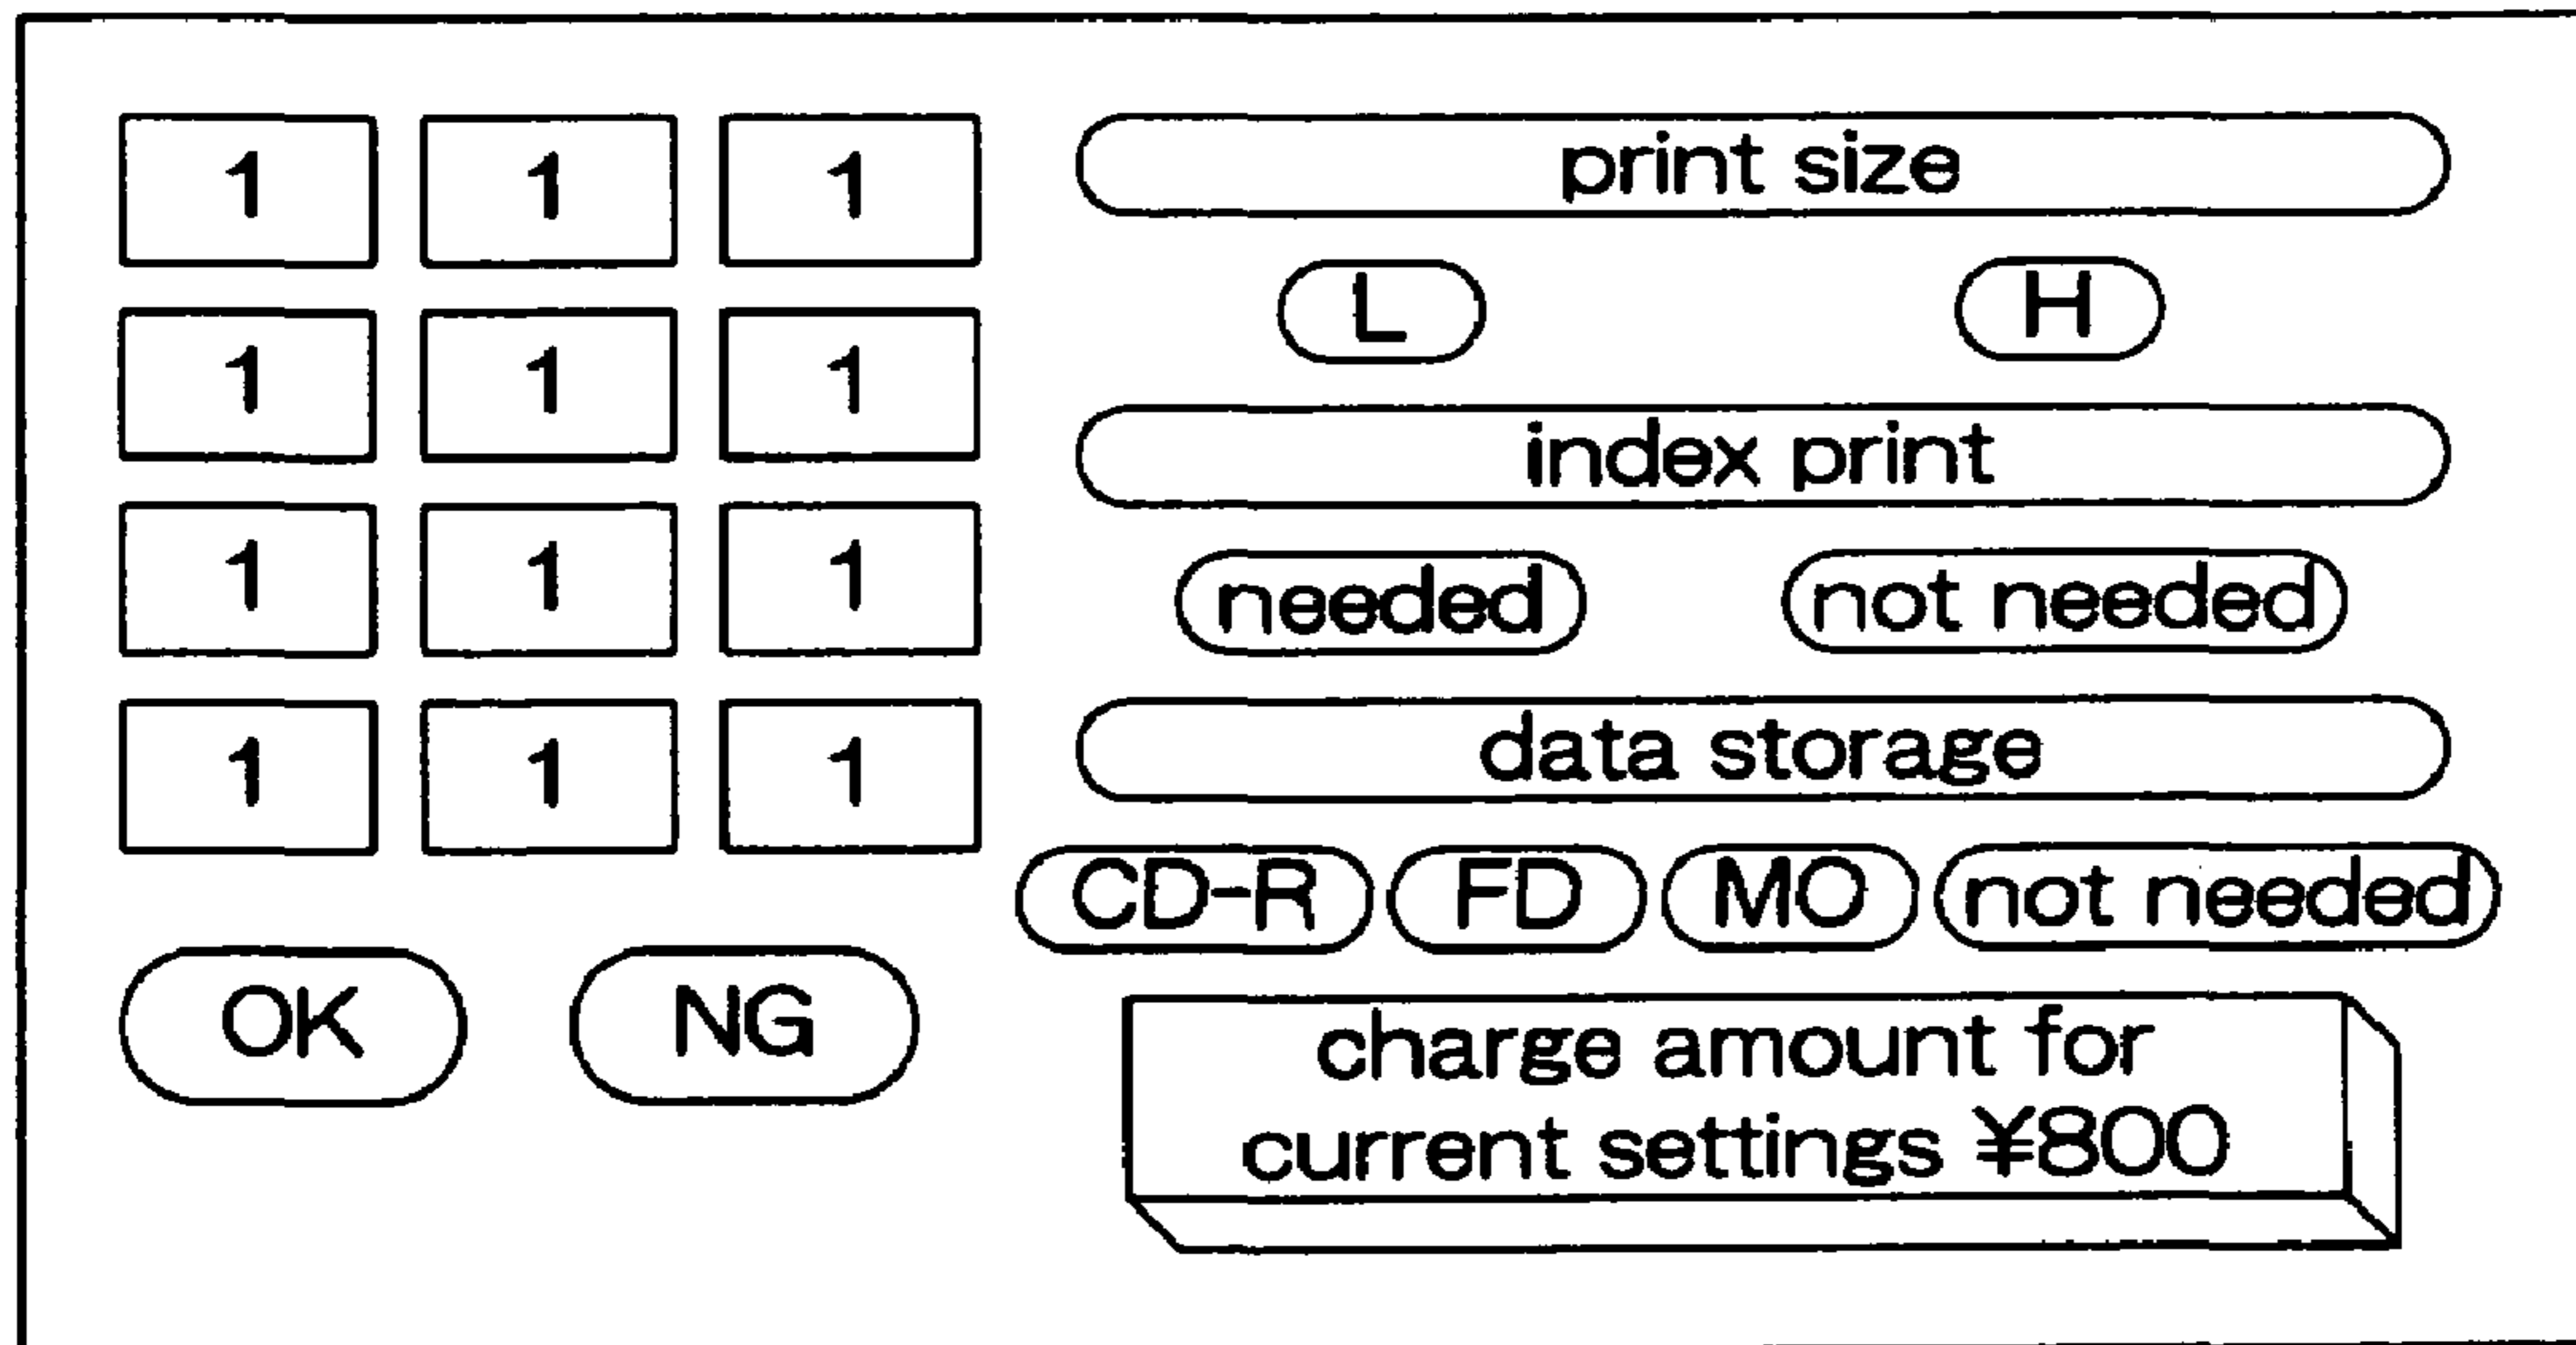 1 1 1
1 1 1
1 1 1
1 1 1
OK NG
print size
L H
index print
needed not needed
data storage
CD-R FD MO not needed
charge amount for
current settings ¥800